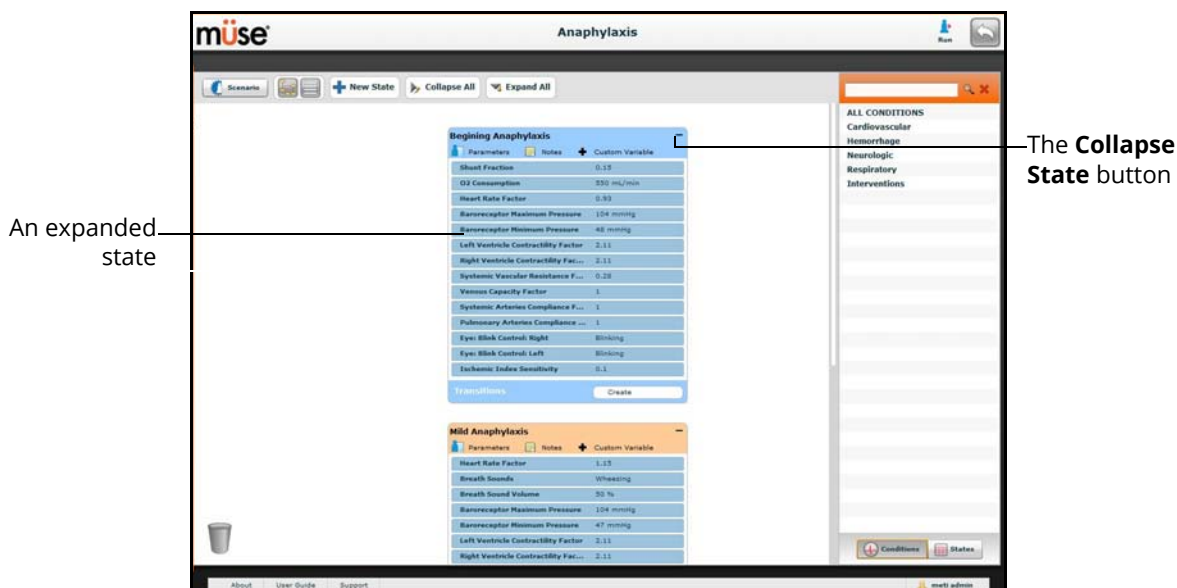 müse
Anaphylaxis
Run
Scenario
New State
Collapse All
Expand All
ALL CONDITIONS
Cardiovascular
Hemorrhage
Neurologic
Respiratory
Interventions
The Collapse
State button
An expanded
state
Begining Anaphylaxis
Parameters Notes Custom Variable
Shunt Fraction 0.15
O2 Consumption 550 mL/min
Heart Rate Factor 0.93
Baroreceptor Maximum Pressure 104 mmHg
Baroreceptor Minimum Pressure 48 mmHg
Left Ventricle Contractility Factor 2.11
Right Ventricle Contractility Fac... 2.11
Systemic Vascular Resistance F... 0.28
Venous Capacity Factor 1
Systemic Arteries Compliance F... 1
Pulmonary Arteries Compliance ... 1
Eye: Blink Control: Right Blinking
Eye: Blink Control: Left Blinking
Ischemic Index Sensitivity 0.1
Transitions Create
Mild Anaphylaxis
Parameters Notes Custom Variable
Heart Rate Factor 1.15
Breath Sounds Wheezing
Breath Sound Volume 50 %
Baroreceptor Maximum Pressure 104 mmHg
Baroreceptor Minimum Pressure 47 mmHg
Left Ventricle Contractility Factor 2.11
Right Ventricle Contractility Fac... 2.11
Conditions States
About User Guide Support meti admin